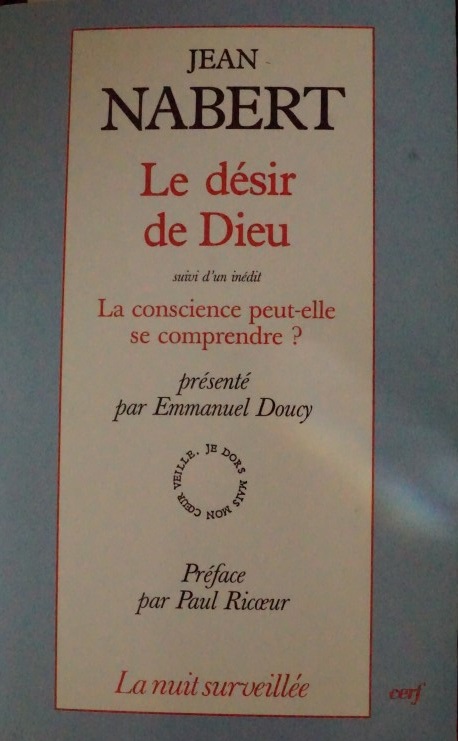 JEAN
NABERT
Le désir
de Dieu
suivi d'un inédit
La conscience peut-elle
se comprendre ?
présenté
par Emmanuel Doucy
JE DORS MAIS MON CŒUR VEILLE.
Préface
par Paul Ricœur
La nuit surveillée
cerf